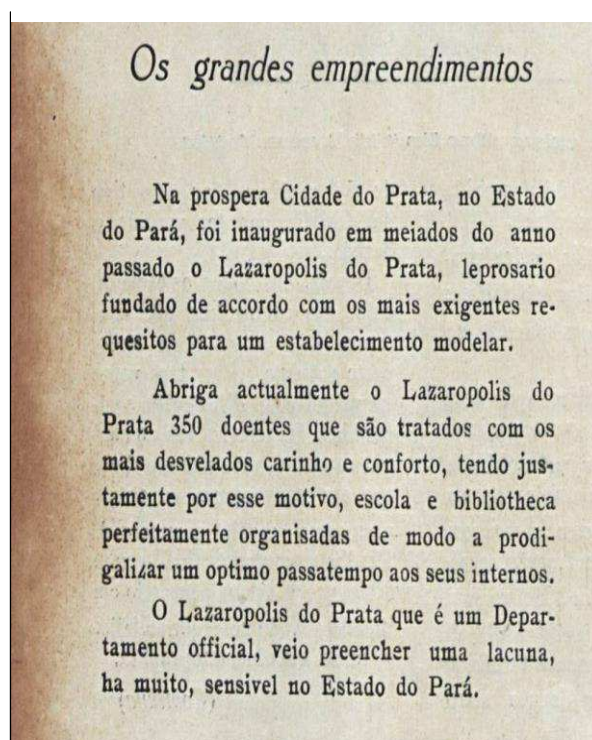 Os grandes empreendimentos
Na prospera Cidade do Prata, no Estado
do Pará, foi inaugurado em meiados do anno
passado o Lazaropolis do Prata, leprosario
fundado de accordo com os mais exigentes re-
quesitos para um estabelecimento modelar.
Abriga actualmente o Lazaropolis do
Prata 350 doentes que são tratados com os
mais desvelados carinho e conforto, tendo jus-
tamente por esse motivo, escola e bibliotheca
perfeitamente organisadas de modo a prodi-
galizar um optimo passatempo aos seus internos.
O Lazaropolis do Prata que é um Depar-
tamento official, veio preencher uma lacuna,
ha muito, sensivel no Estado do Pará.